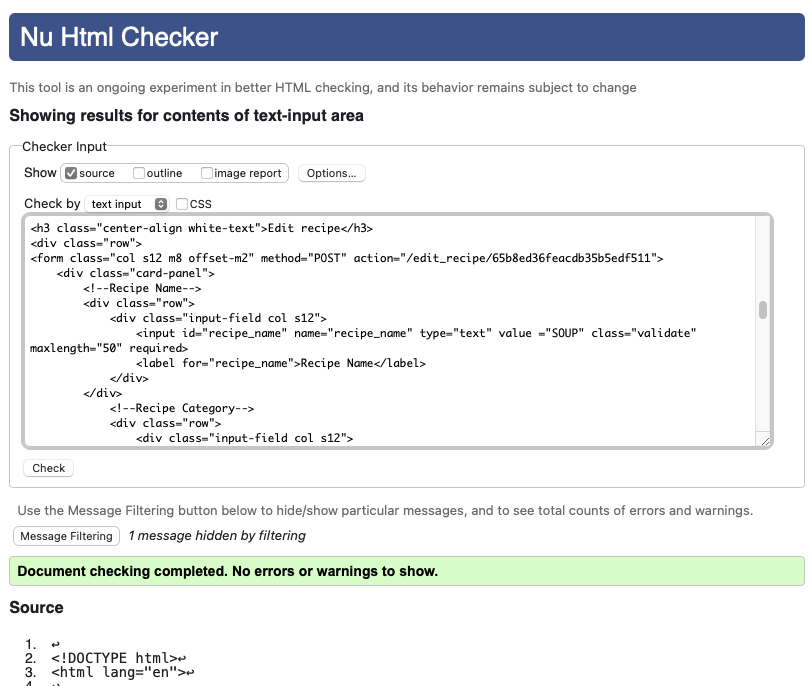 Nu Html Checker
This tool is an ongoing experiment in better HTML checking, and its behavior remains subject to change
Showing results for contents of text-input area
Checker Input
Show source outline image report Options...
Check by text input CSS
<h3 class="center-align white-text">Edit recipe</h3>
<div class="row">
<form class="col s12 m8 offset-m2" method="POST" action="/edit_recipe/65b8ed36feacdb35b5edf511">
    <div class="card-panel">
        <!--Recipe Name-->
        <div class="row">
            <div class="input-field col s12">
                <input id="recipe_name" name="recipe_name" type="text" value ="SOUP" class="validate"
maxlength="50" required>
                <label for="recipe_name">Recipe Name</label>
            </div>
        </div>
            <!--Recipe Category-->
            <div class="row">
                <div class="input-field col s12">
Check
Use the Message Filtering button below to hide/show particular messages, and to see total counts of errors and warnings.
Message Filtering 1 message hidden by filtering
Document checking completed. No errors or warnings to show.
Source
1. ↩
2. <!DOCTYPE html>↩
3. <html lang="en">↩